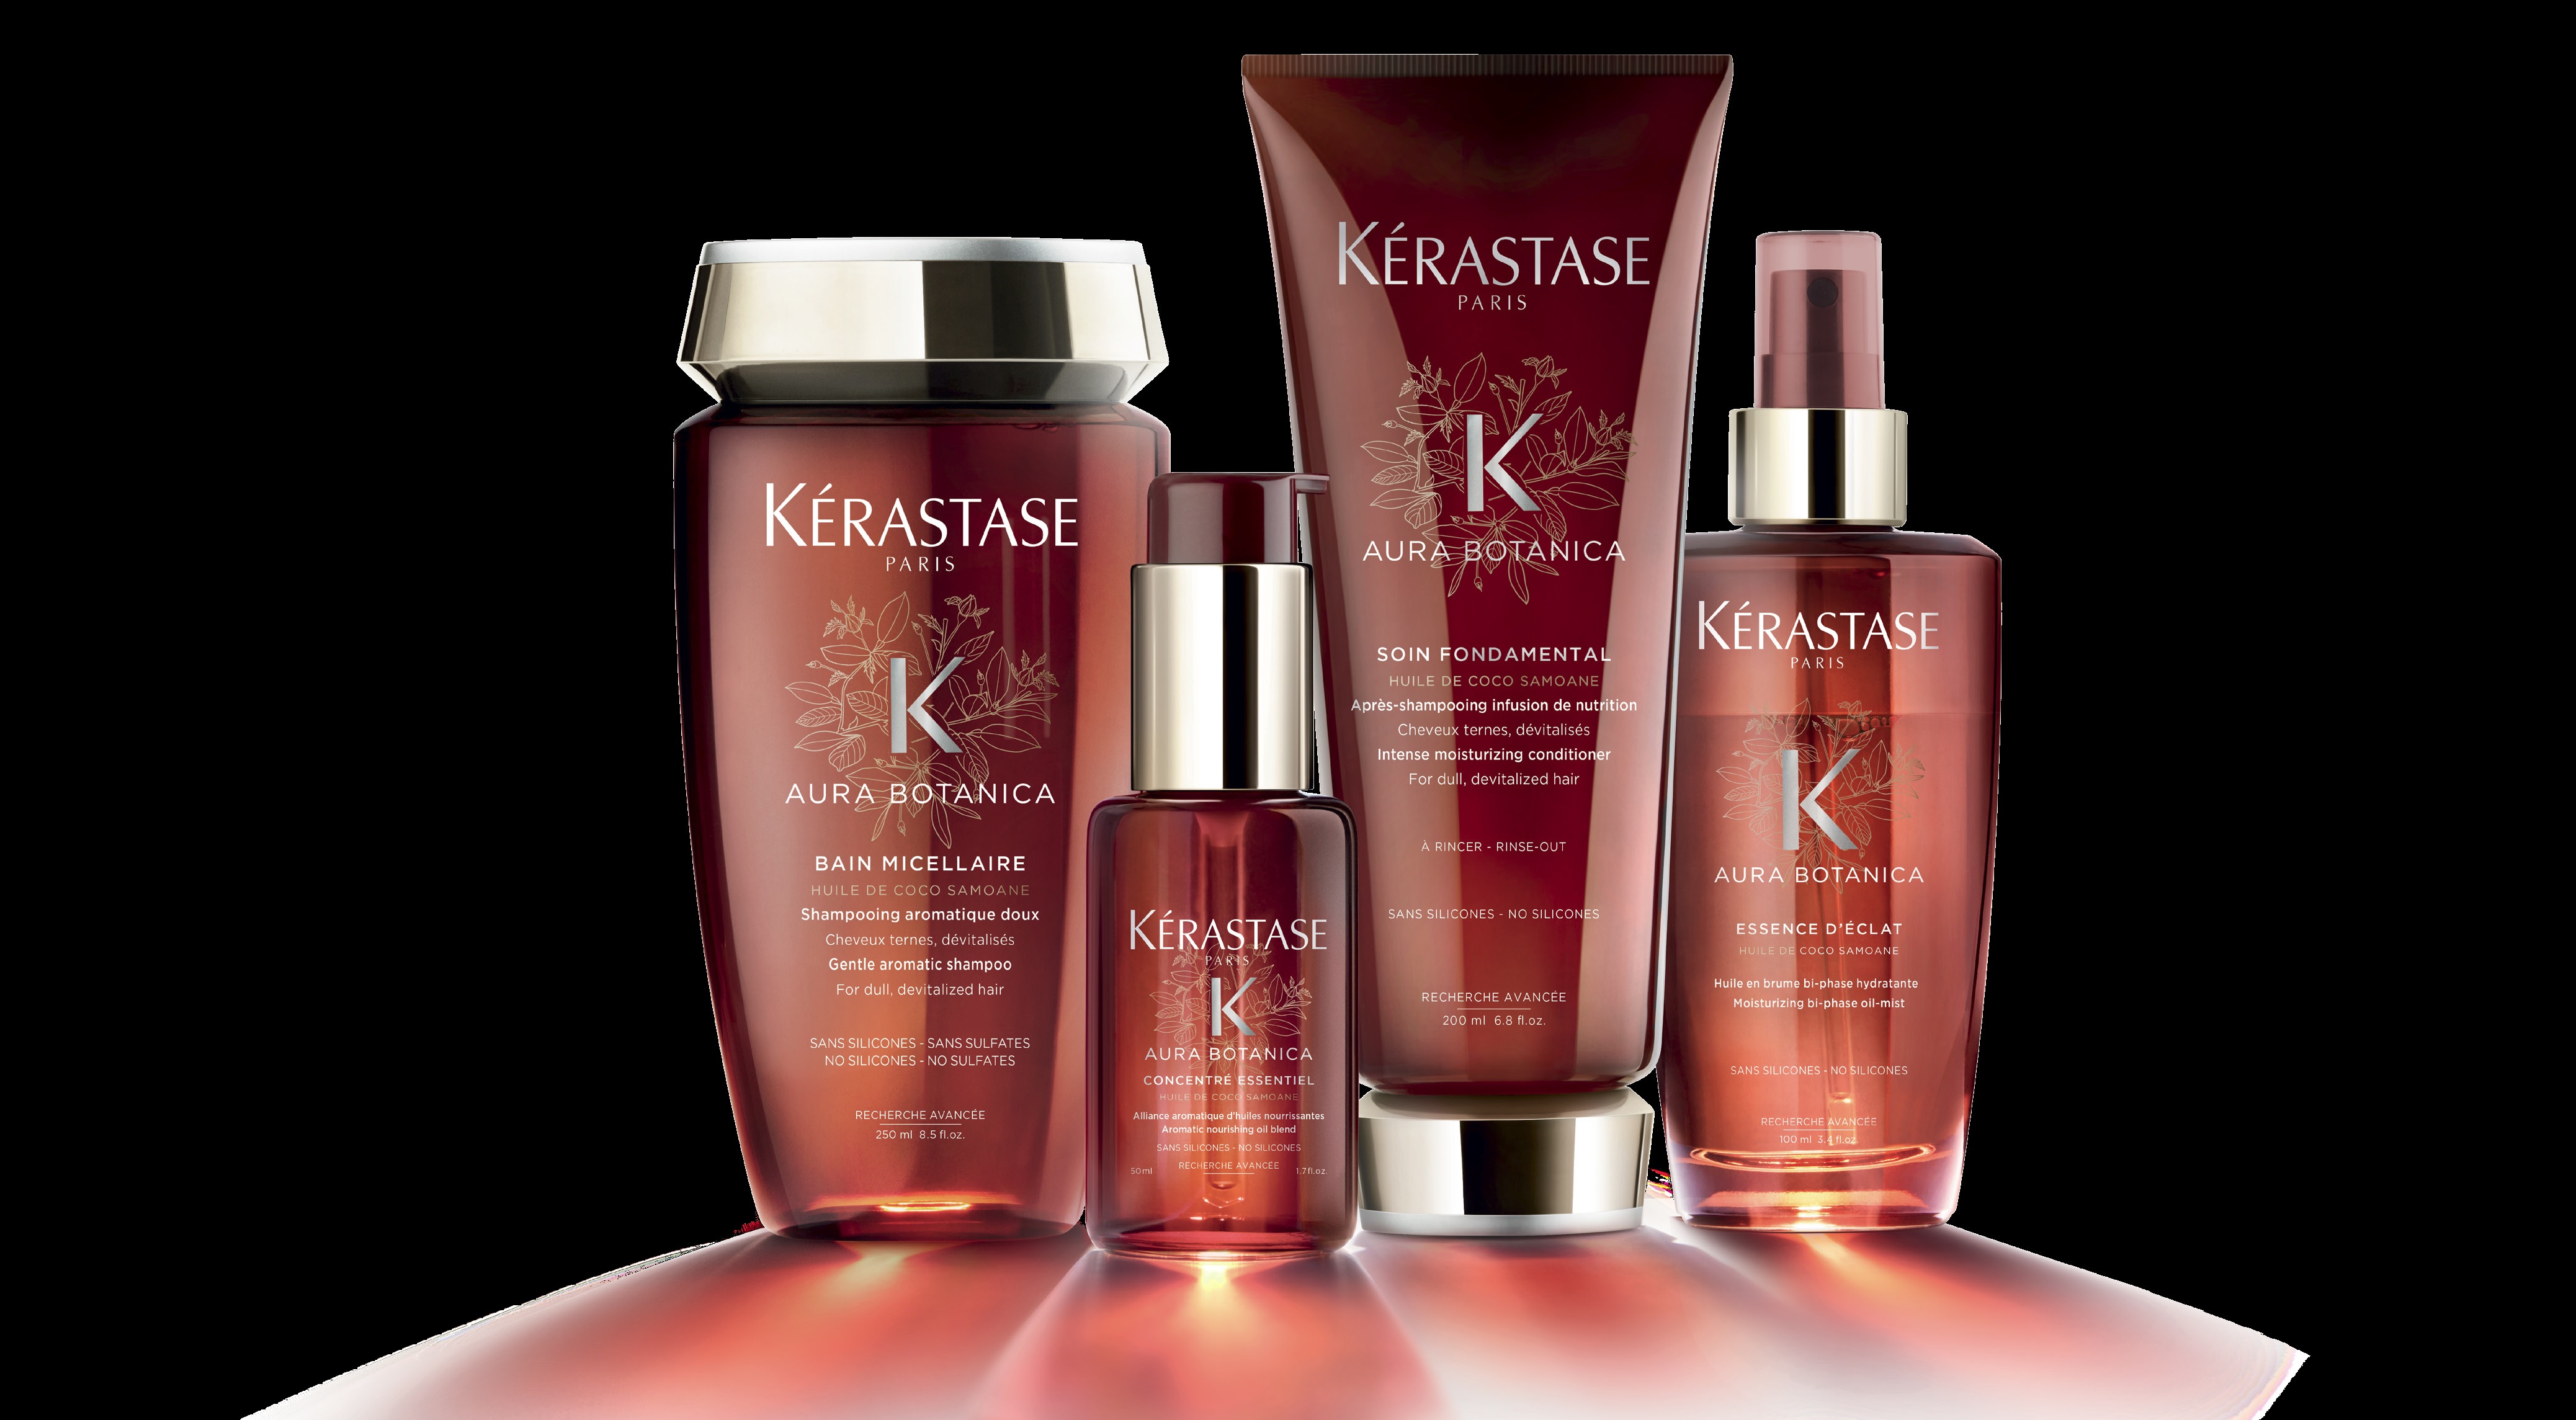 KÉRASTASE
PARIS
K
AURA BOTANICA
BAIN MICELLAIRE
HUILE DE COCO SAMOANE
Shampooing aromatique doux
Cheveux ternes, dévitalisés
Gentle aromatic shampoo
For dull, devitalized hair
SANS SILICONES - SANS SULFATES
NO SILICONES - NO SULFATES
RECHERCHE AVANCÉE
250 ml 8.5 fl.oz.
KÉRASTASE
PARIS
K
AURA BOTANICA
CONCENTRÉ ESSENTIEL
HUILE DE COCO SAMOANE
Alliance aromatique d'huiles nourrissantes
Aromatic nourishing oil blend
SANS SILICONES - NO SILICONES
RECHERCHE AVANCÉE
50ml 1.7fl.oz.
KÉRASTASE
PARIS
K
AURA BOTANICA
SOIN FONDAMENTAL
HUILE DE COCO SAMOANE
Après-shampooing infusion de nutrition
Cheveux ternes, dévitalisés
Intense moisturizing conditioner
For dull, devitalized hair
À RINCER - RINSE-OUT
SANS SILICONES - NO SILICONES
RECHERCHE AVANCÉE
200 ml 6.8 fl.oz.
KÉRASTASE
PARIS
K
AURA BOTANICA
ESSENCE D'ÉCLAT
HUILE DE COCO SAMOANE
Huile en brume bi-phase hydratante
Moisturizing bi-phase oil-mist
SANS SILICONES - NO SILICONES
RECHERCHE AVANCÉE
100 ml 3.4 fl.oz.